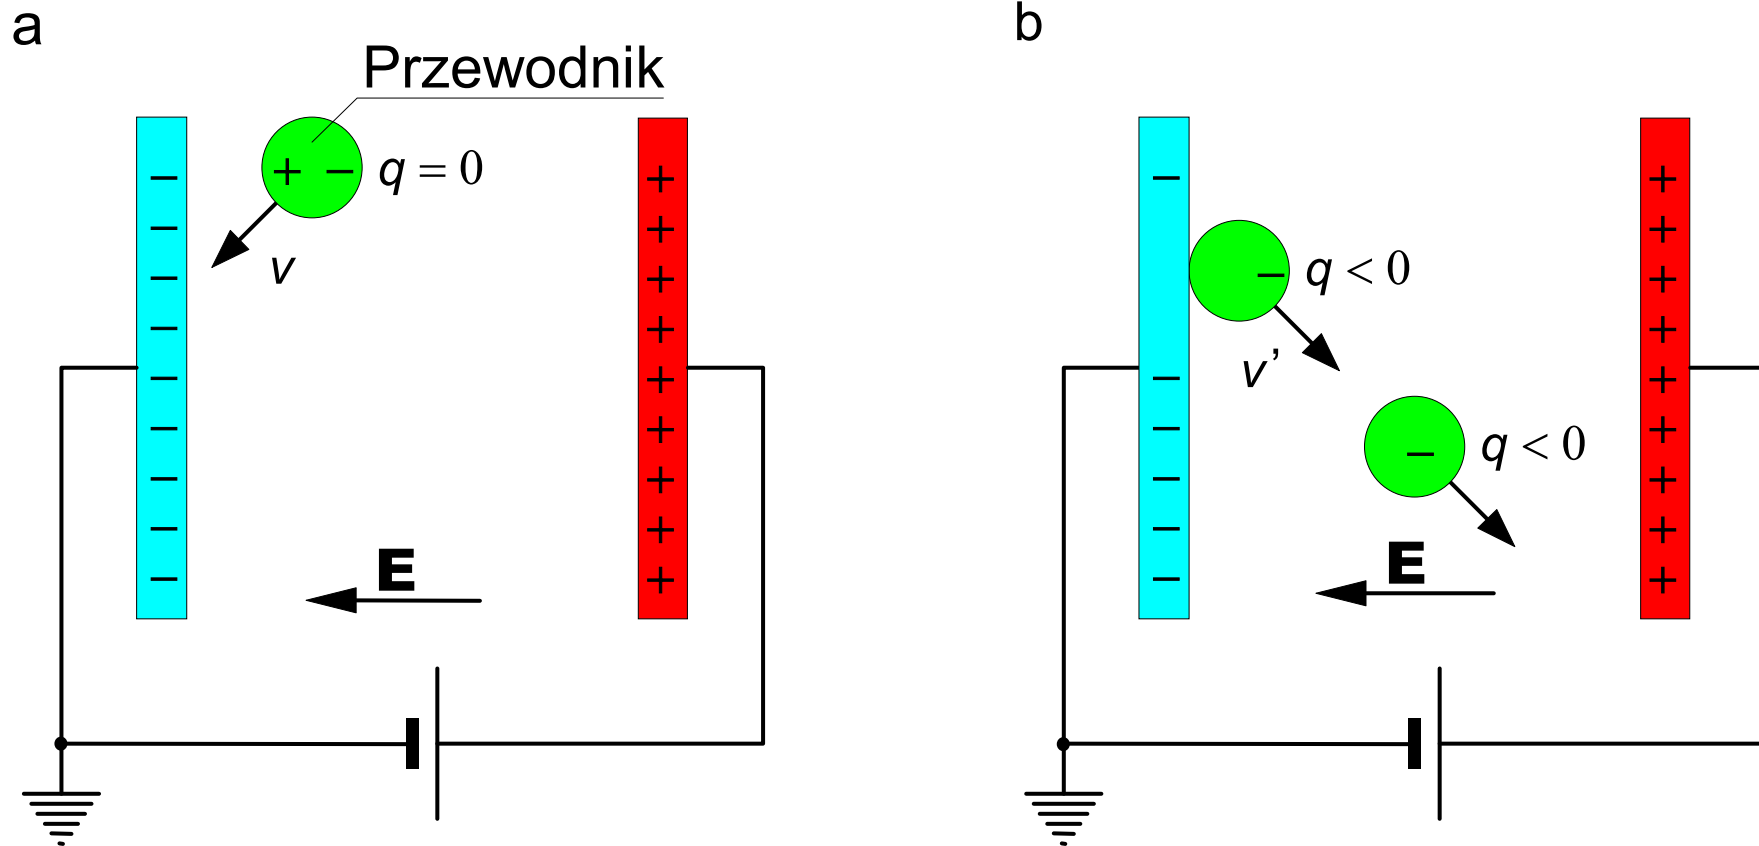 a
Przewodnik
+ − q = 0
v
E
b
− q < 0
v’
− q < 0
E